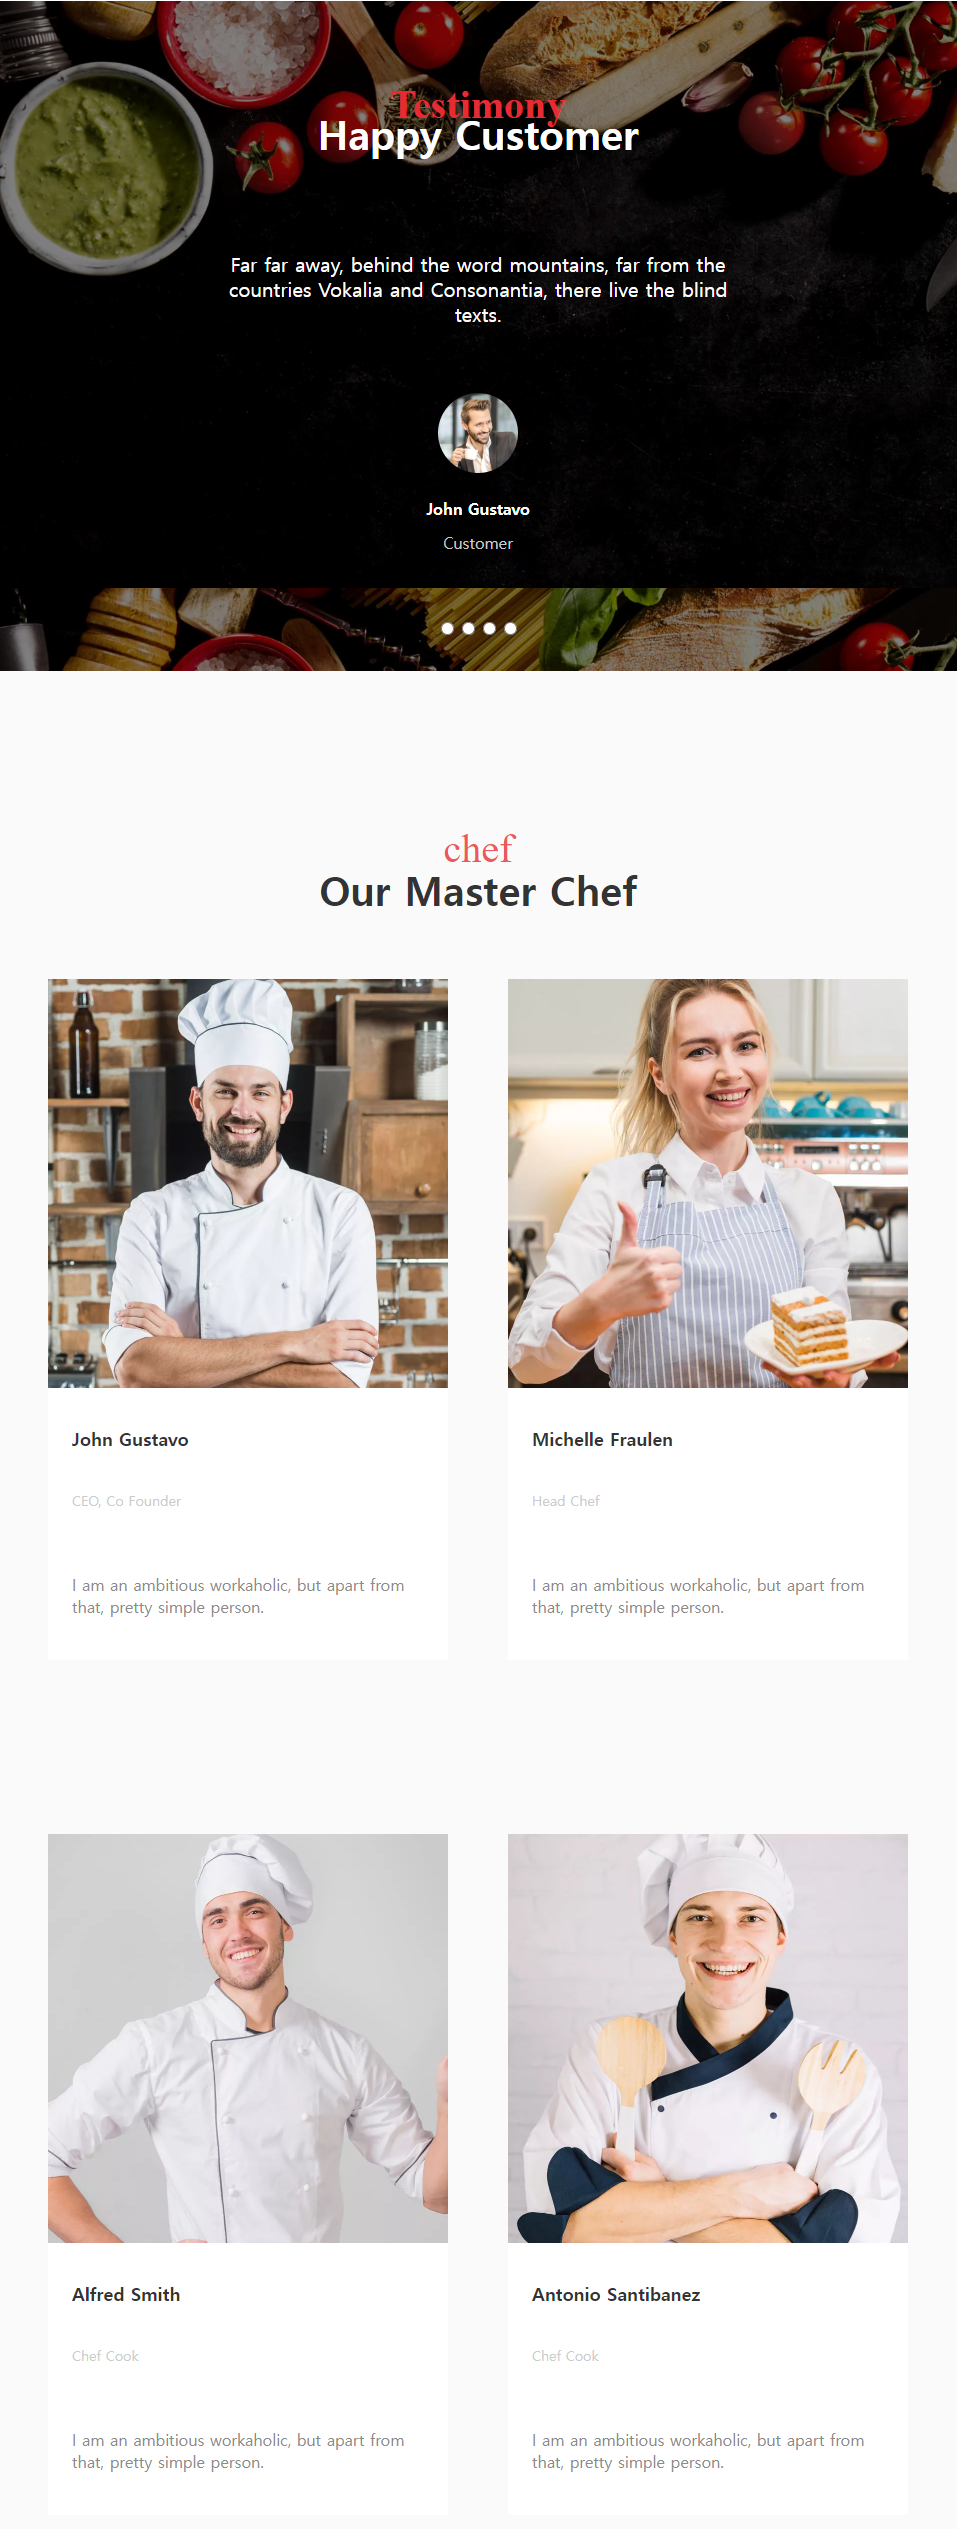 Testimony
Happy Customer
Far far away, behind the word mountains, far from the
countries Vokalia and Consonantia, there live the blind
texts.
John Gustavo
Customer
chef
Our Master Chef
John Gustavo
CEO, Co Founder
I am an ambitious workaholic, but apart from
that, pretty simple person.
Michelle Fraulen
Head Chef
I am an ambitious workaholic, but apart from
that, pretty simple person.
Alfred Smith
Chef Cook
I am an ambitious workaholic, but apart from
that, pretty simple person.
Antonio Santibanez
Chef Cook
I am an ambitious workaholic, but apart from
that, pretty simple person.